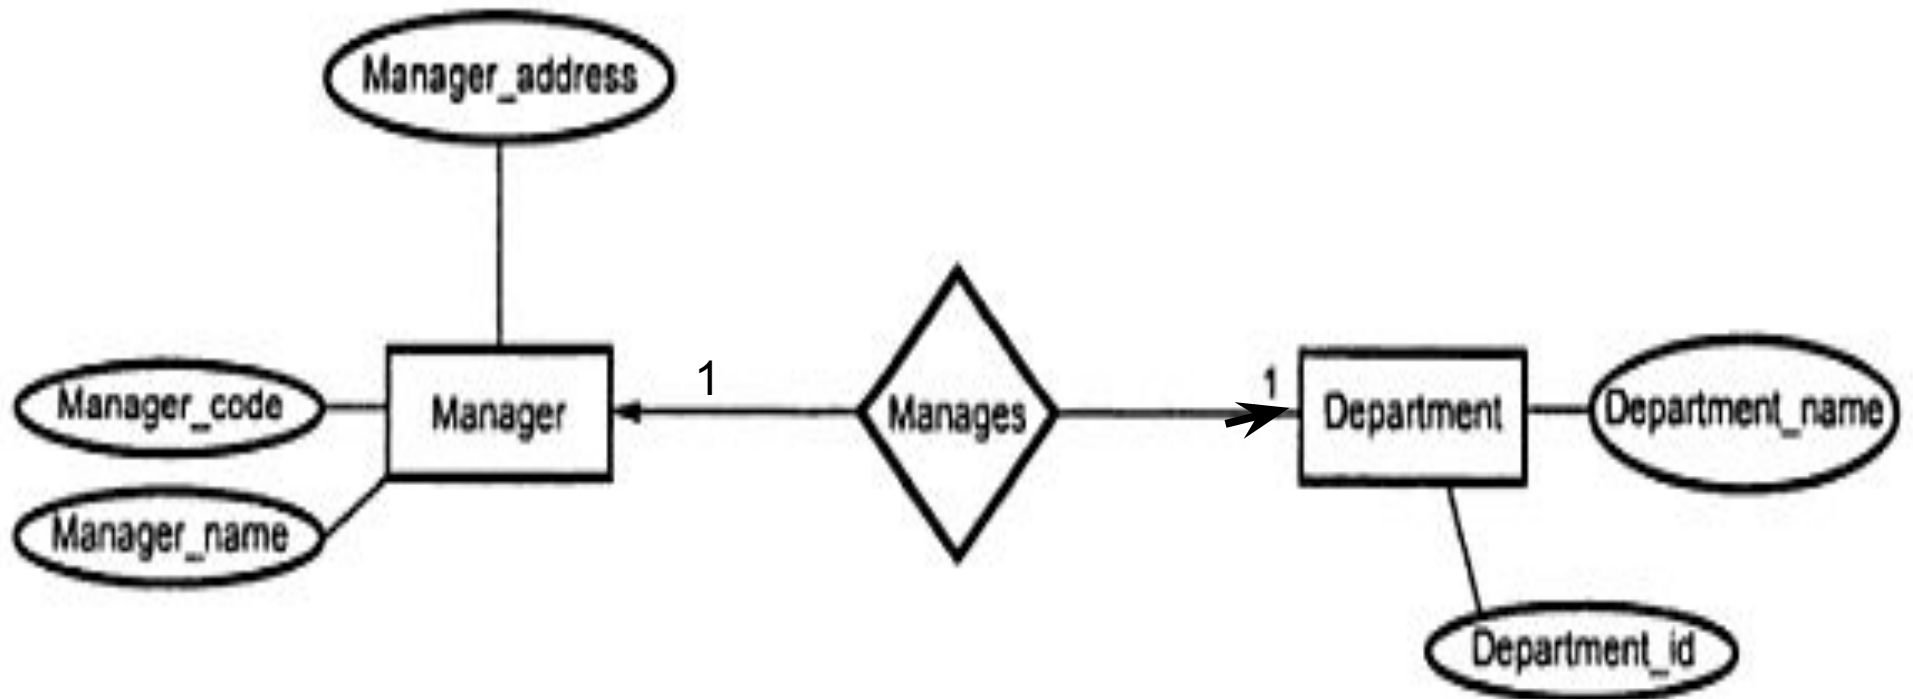 Manager_address
Manager_code
Manager_name
Manager
1
Manages
1
Department
Department_name
Department_id